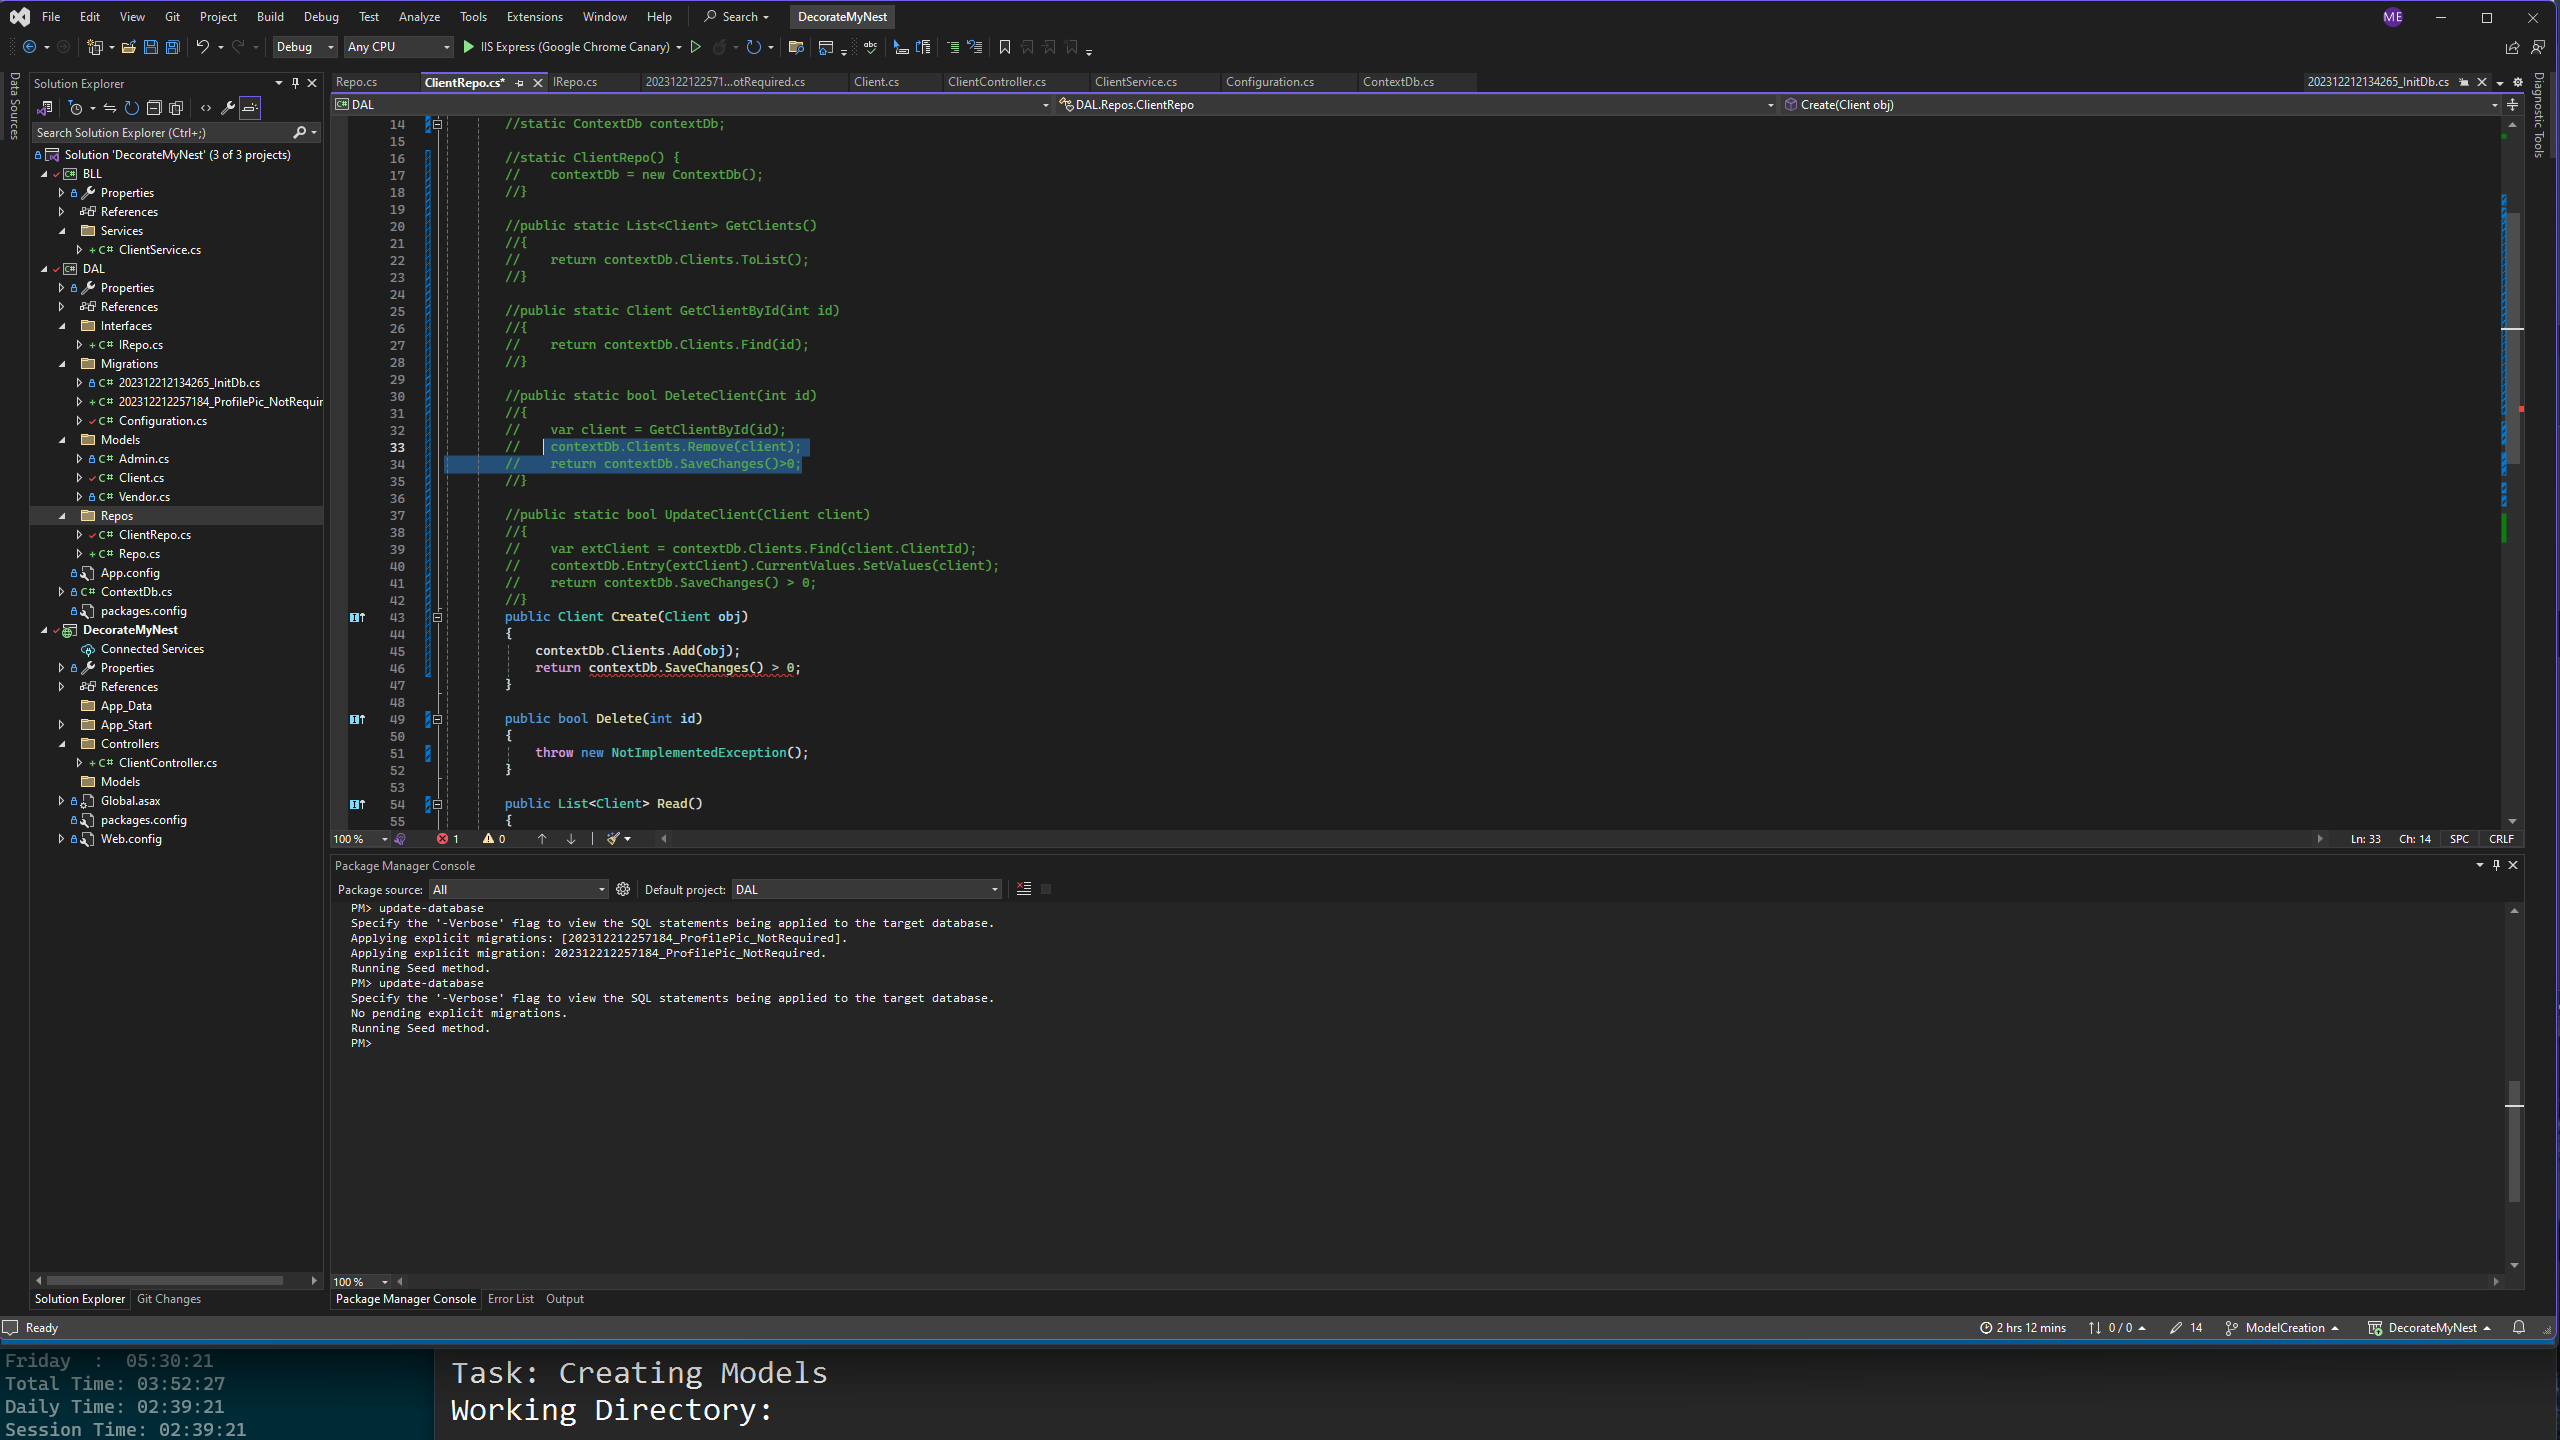 File Edit View Git Project Build Debug Test Analyze Tools Extensions Window Help Search DecorateMyNest ME
Debug Any CPU IIS Express (Google Chrome Canary)
Data Sources
Solution Explorer
Search Solution Explorer (Ctrl+;)
Solution 'DecorateMyNest' (3 of 3 projects)
BLL
Properties
References
Services
C# ClientService.cs
DAL
Properties
References
Interfaces
C# IRepo.cs
Migrations
C# 202312212134265_InitDb.cs
C# 202312212257184_ProfilePic_NotRequir
C# Configuration.cs
Models
C# Admin.cs
C# Client.cs
C# Vendor.cs
Repos
C# ClientRepo.cs
C# Repo.cs
App.config
C# ContextDb.cs
packages.config
DecorateMyNest
Connected Services
Properties
References
App_Data
App_Start
Controllers
C# ClientController.cs
Models
Global.asax
packages.config
Web.config
Solution Explorer Git Changes
Repo.cs ClientRepo.cs* IRepo.cs 2023122122571...otRequired.cs Client.cs ClientController.cs ClientService.cs Configuration.cs ContextDb.cs 202312212134265_InitDb.cs
DAL DAL.Repos.ClientRepo Create(Client obj)
14 //static ContextDb contextDb;
15
16 //static ClientRepo() {
17 //    contextDb = new ContextDb();
18 //}
19
20 //public static List<Client> GetClients()
21 //{
22 //    return contextDb.Clients.ToList();
23 //}
24
25 //public static Client GetClientById(int id)
26 //{
27 //    return contextDb.Clients.Find(id);
28 //}
29
30 //public static bool DeleteClient(int id)
31 //{
32 //    var client = GetClientById(id);
33 //    contextDb.Clients.Remove(client);
34 //    return contextDb.SaveChanges()>0;
35 //}
36
37 //public static bool UpdateClient(Client client)
38 //{
39 //    var extClient = contextDb.Clients.Find(client.ClientId);
40 //    contextDb.Entry(extClient).CurrentValues.SetValues(client);
41 //    return contextDb.SaveChanges() > 0;
42 //}
43 public Client Create(Client obj)
44 {
45     contextDb.Clients.Add(obj);
46     return contextDb.SaveChanges() > 0;
47 }
48
49 public bool Delete(int id)
50 {
51     throw new NotImplementedException();
52 }
53
54 public List<Client> Read()
55 {
100 % 1 0 Ln: 33 Ch: 14 SPC CRLF
Diagnostic Tools
Package Manager Console
Package source: All Default project: DAL
PM> update-database
Specify the '-Verbose' flag to view the SQL statements being applied to the target database.
Applying explicit migrations: [202312212257184_ProfilePic_NotRequired].
Applying explicit migration: 202312212257184_ProfilePic_NotRequired.
Running Seed method.
PM> update-database
Specify the '-Verbose' flag to view the SQL statements being applied to the target database.
No pending explicit migrations.
Running Seed method.
PM>
100 %
Package Manager Console Error List Output
Ready 2 hrs 12 mins 0 / 0 14 ModelCreation DecorateMyNest
Friday  :  05:30:21
Total Time: 03:52:27
Daily Time: 02:39:21
Session Time: 02:39:21
Task: Creating Models
Working Directory: